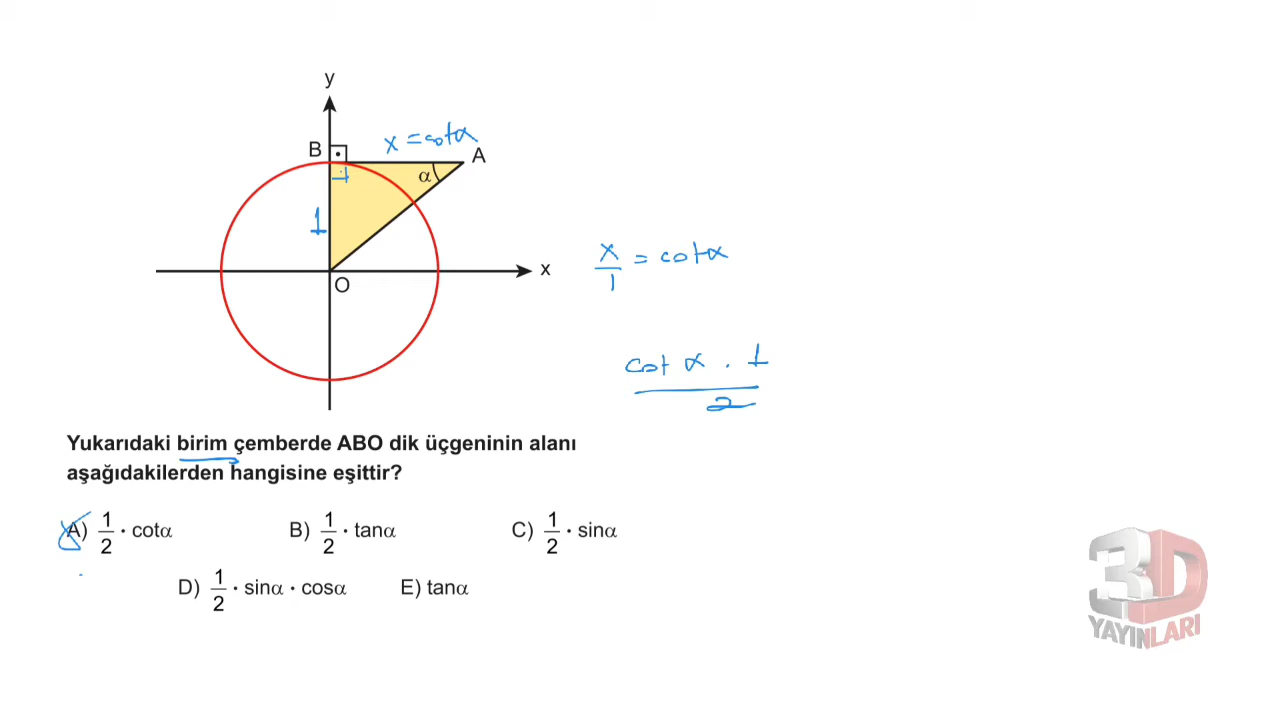 y
x = cotα
B
A
α
1
x
O
x/1 = cotα
cot α . 1
2
Yukarıdaki birim çemberde ABO dik üçgeninin alanı
aşağıdakilerden hangisine eşittir?
A) 1/2 · cotα B) 1/2 · tanα C) 1/2 · sinα
D) 1/2 · sinα · cosα E) tanα
3D
YAYINLARI